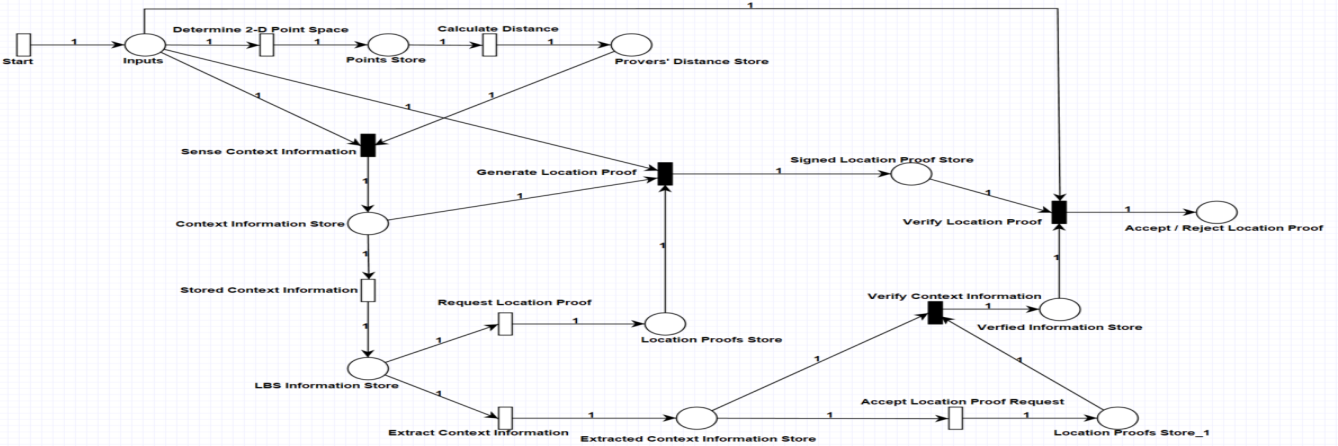 1
Determine 2-D Point Space
Calculate Distance
1
1
1
1
1
Start
Inputs
Points Store
Provers' Distance Store
1
1
1
Sense Context Information
Signed Location Proof Store
Generate Location Proof
1
1
1
1
Context Information Store
Verify Location Proof
1
Accept / Reject Location Proof
1
1
1
Stored Context Information
Verify Context Information
Request Location Proof
1
1
1
Verfied Information Store
1
Location Proofs Store
1
1
LBS Information Store
1
1
Accept Location Proof Request
1
1
1
Extract Context Information
Extracted Context Information Store
Location Proofs Store_1